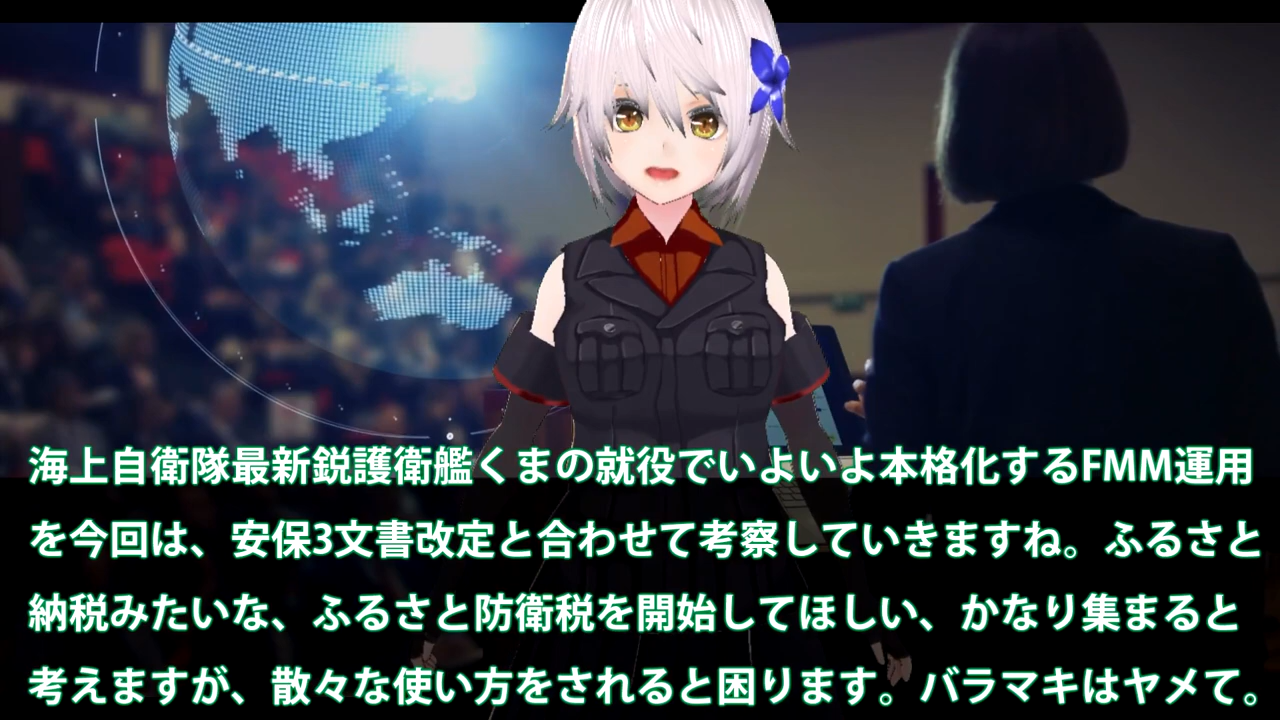 海上自衛隊最新鋭護衛艦くまの就役でいよいよ本格化するFMM運用
を今回は、安保3文書改定と合わせて考察していきますね。ふるさと
納税みたいな、ふるさと防衛税を開始してほしい、かなり集まると
考えますが、散々な使い方をされると困ります。バラマキはヤメて。